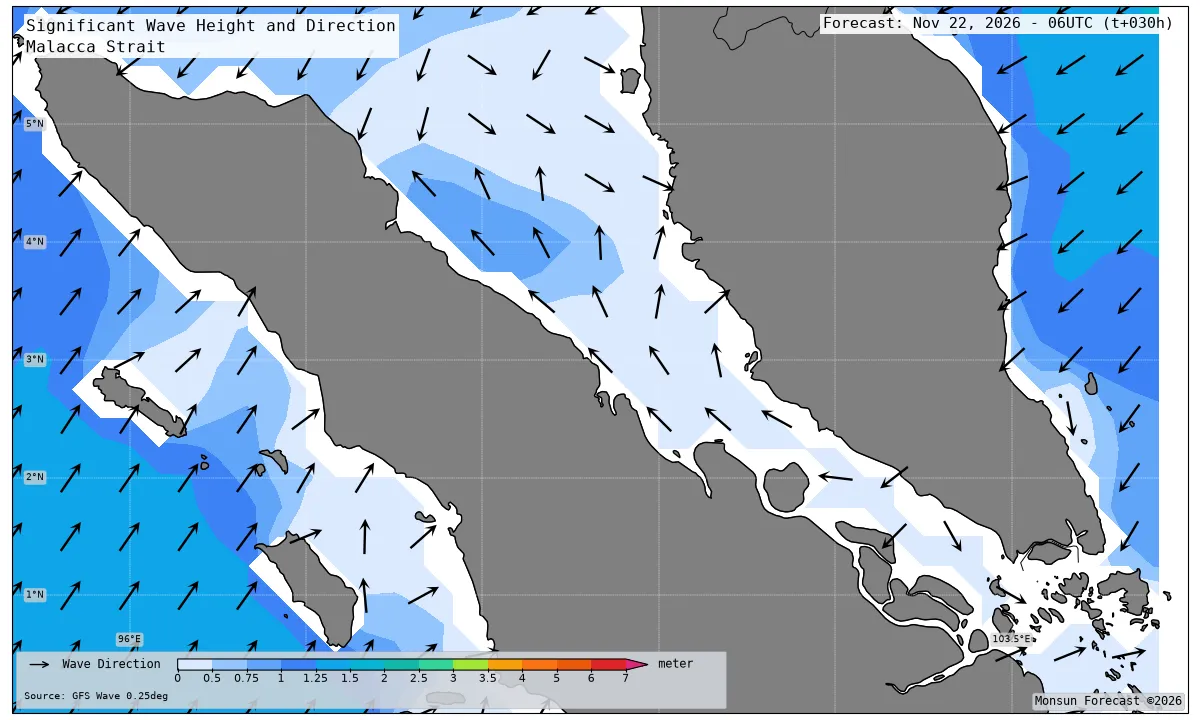 Significant Wave Height and Direction
Malacca Strait
Forecast: Nov 22, 2026 - 06UTC (t+030h)
5°N
4°N
3°N
2°N
1°N
96°E
103.5°E
Wave Direction
0 0.5 0.75 1 1.25 1.5 2 2.5 3 3.5 4 5 6 7
meter
Source: GFS Wave 0.25deg
Monsun Forecast ©2026